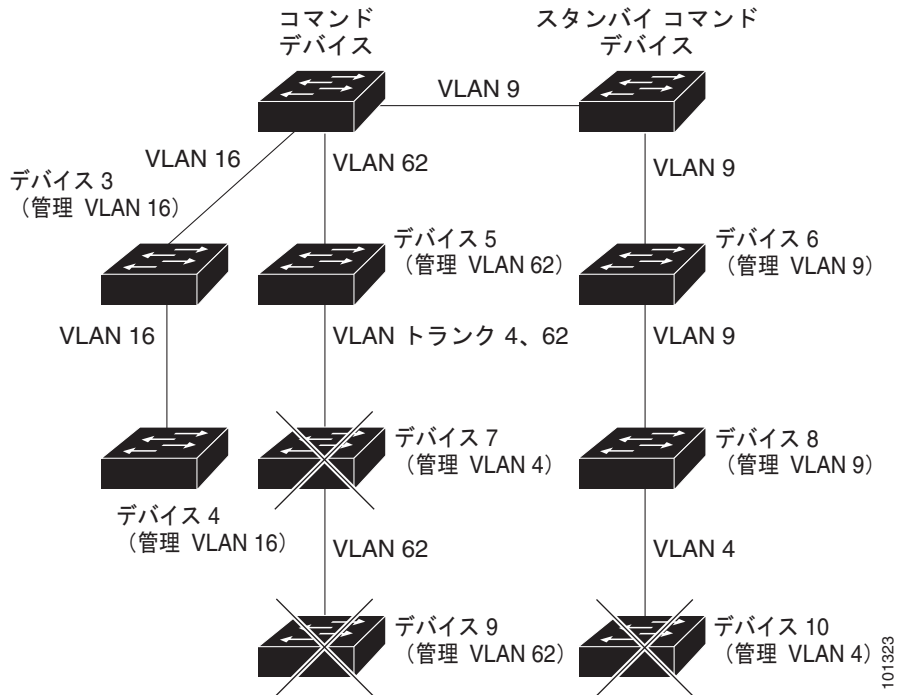 コマンド
デバイス
スタンバイ コマンド
デバイス
VLAN 9
VLAN 16
VLAN 62
VLAN 9
デバイス 3
（管理 VLAN 16）
デバイス 5
（管理 VLAN 62）
デバイス 6
（管理 VLAN 9）
VLAN 16
VLAN トランク 4、62
VLAN 9
デバイス 7
（管理 VLAN 4）
デバイス 8
（管理 VLAN 9）
デバイス 4
（管理 VLAN 16）
VLAN 62
VLAN 4
デバイス 9
（管理 VLAN 62）
デバイス 10
（管理 VLAN 4）
101323